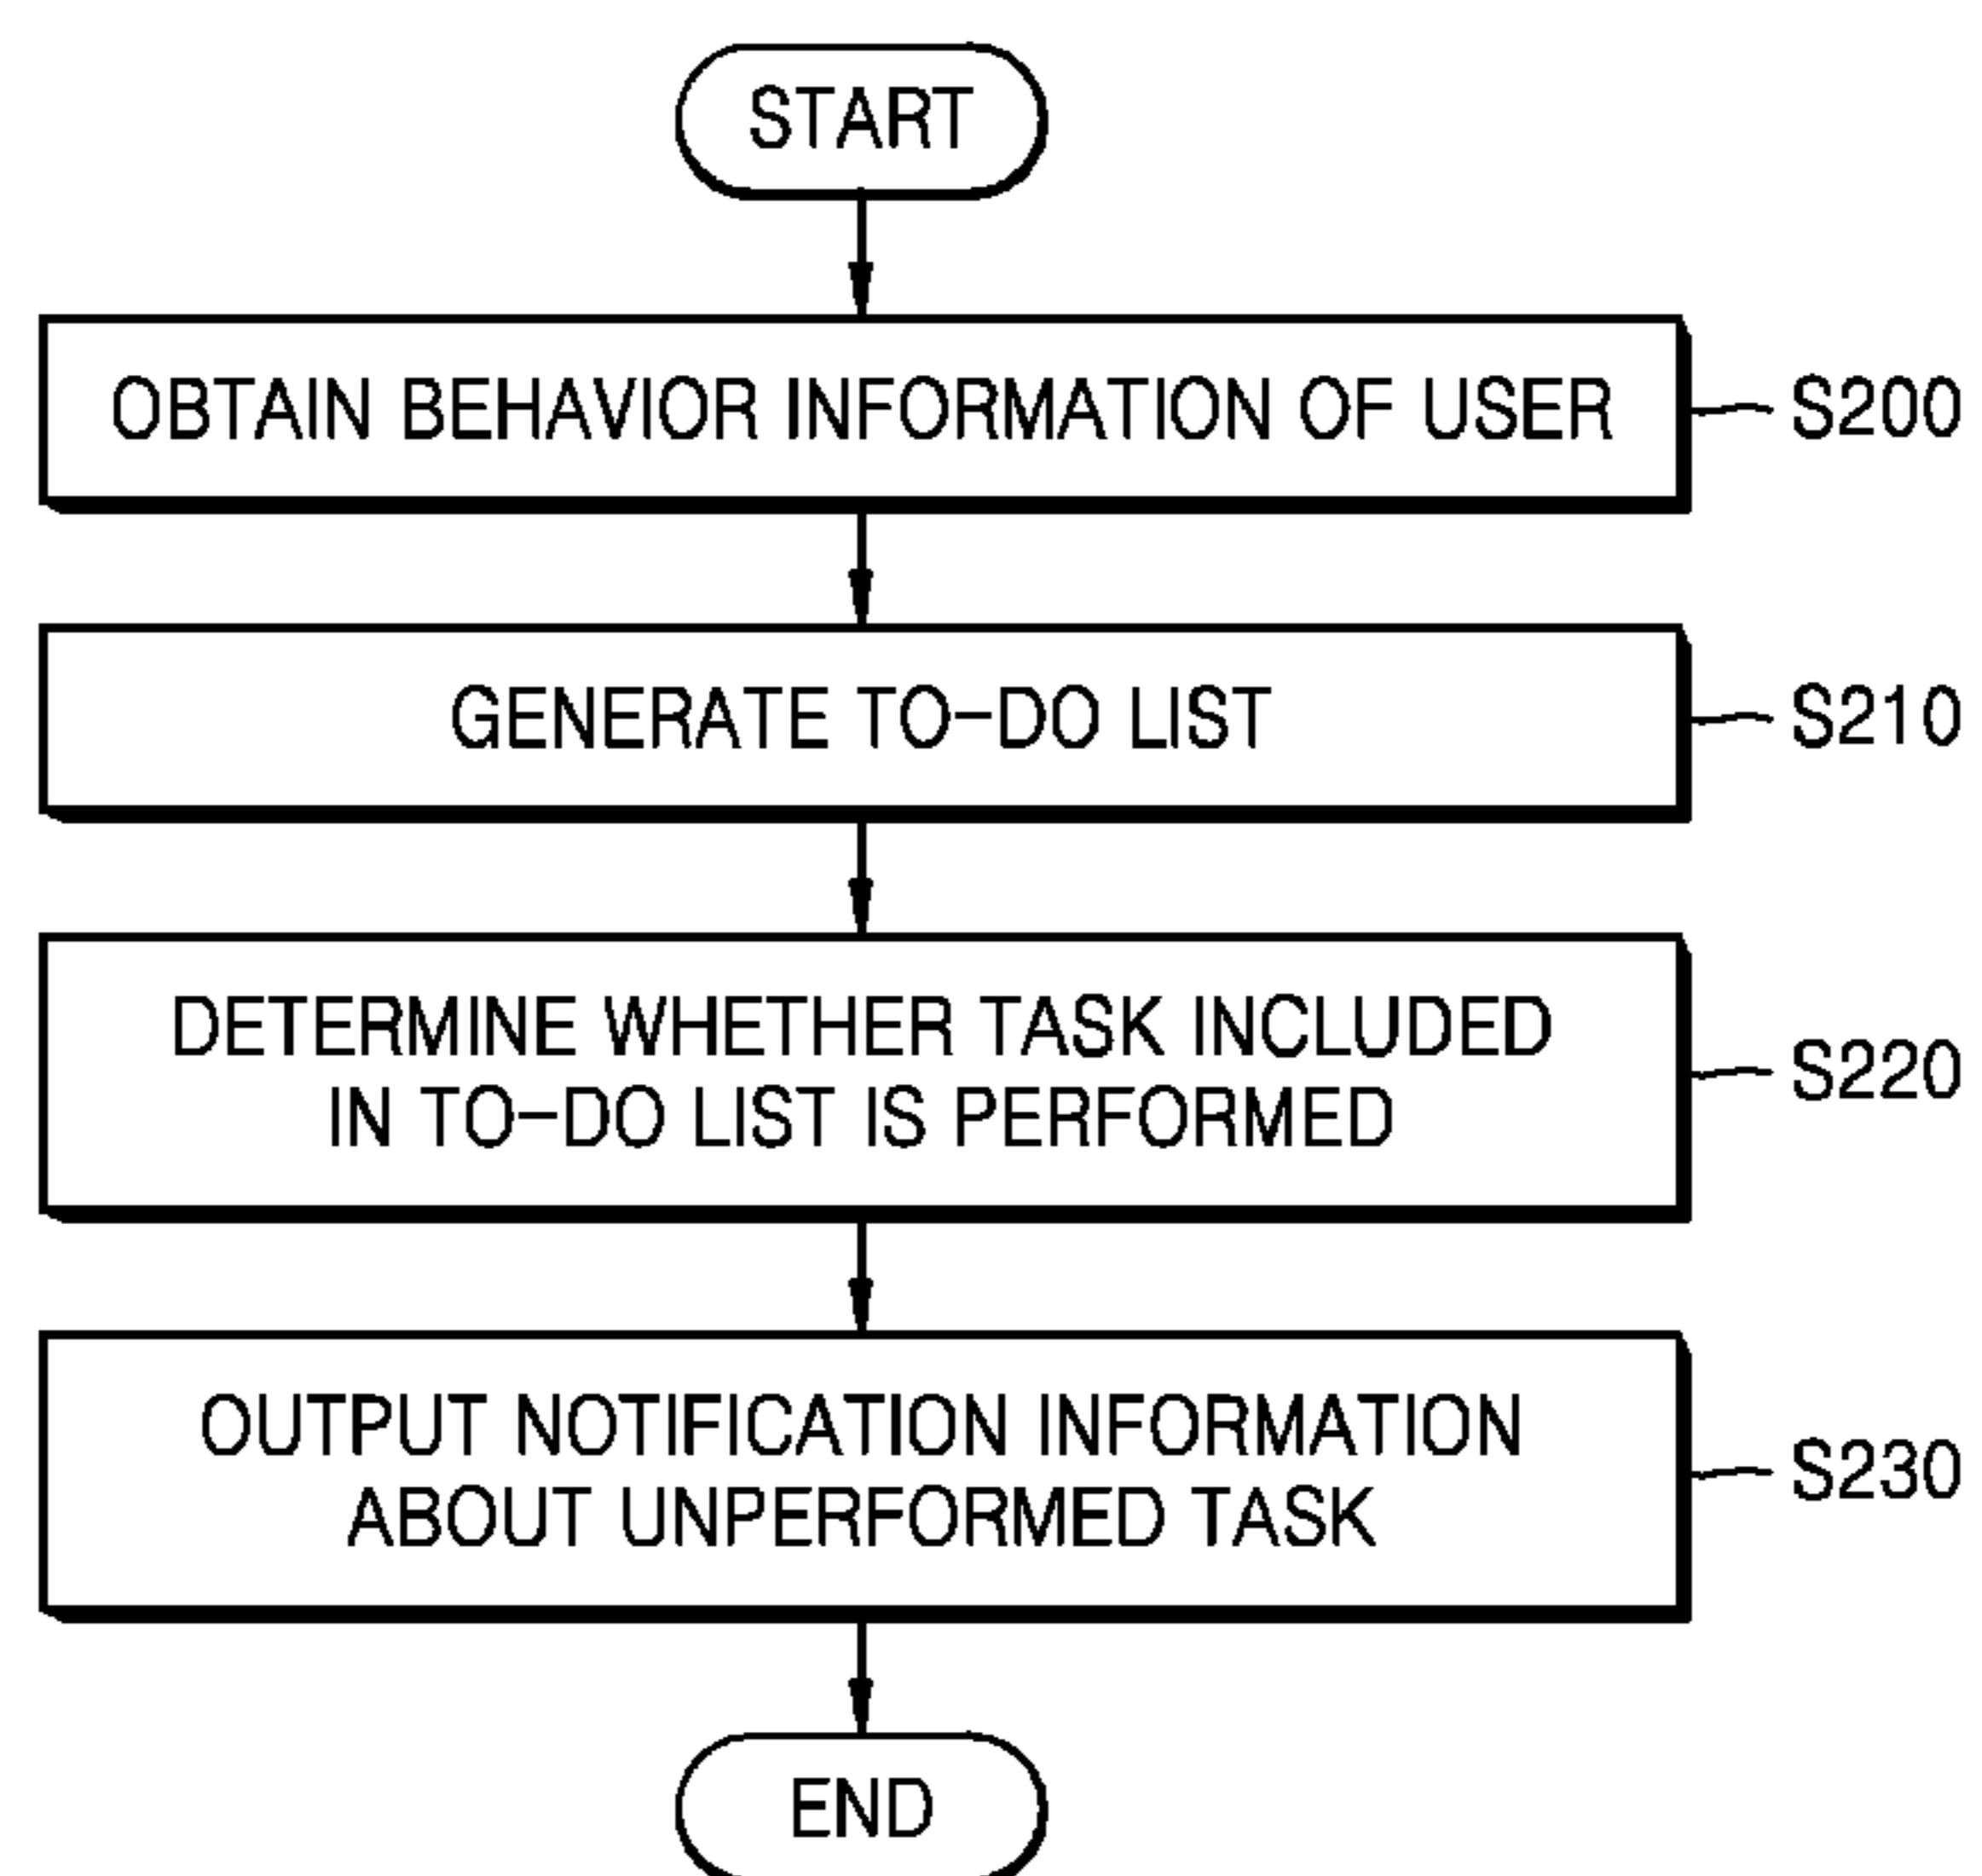 START
OBTAIN BEHAVIOR INFORMATION OF USER
S200
GENERATE TO-DO LIST
S210
DETERMINE WHETHER TASK INCLUDED
IN TO-DO LIST IS PERFORMED
S220
OUTPUT NOTIFICATION INFORMATION
ABOUT UNPERFORMED TASK
S230
END